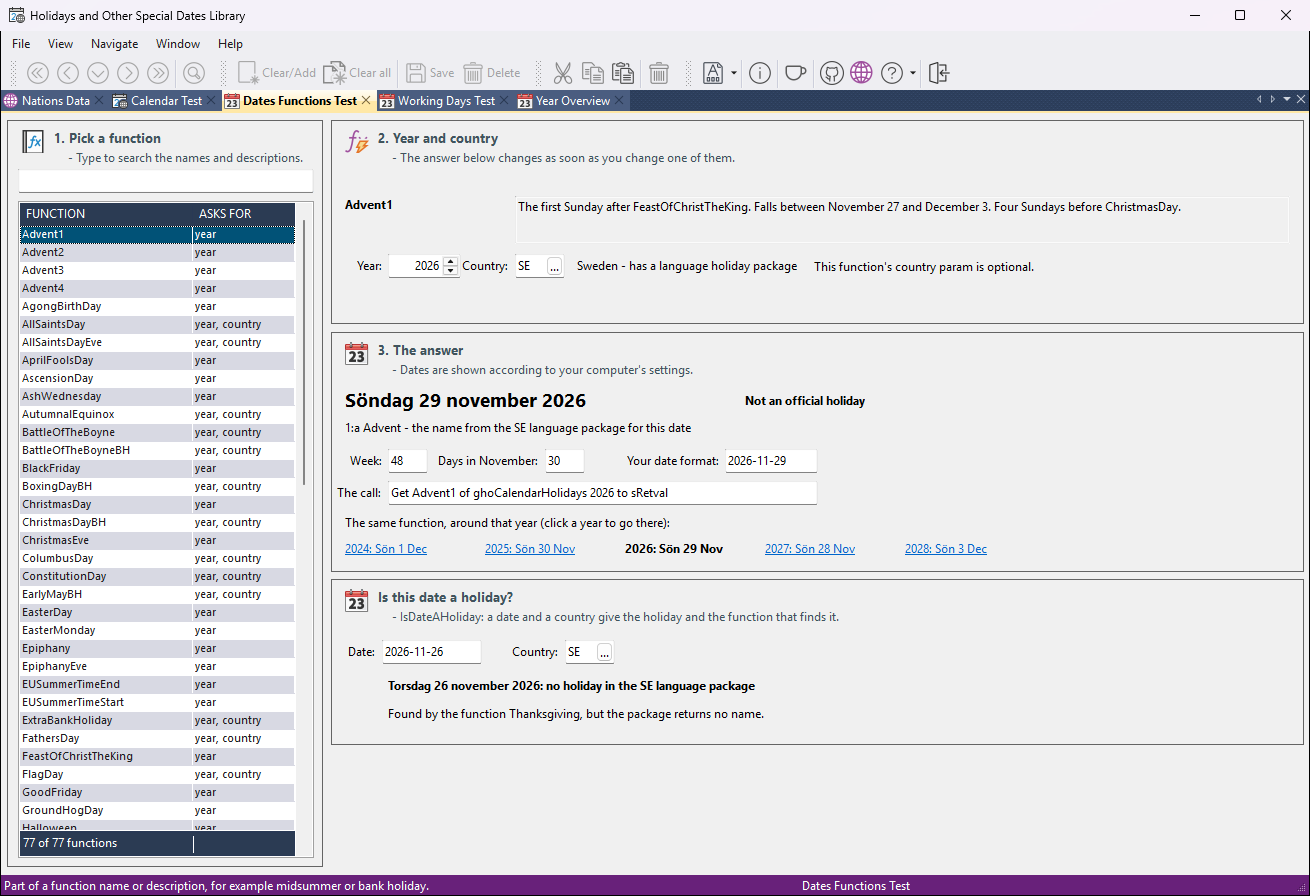 Holidays and Other Special Dates Library
File View Navigate Window Help
Clear/Add Clear all Save Delete
Nations Data Calendar Test 23 Dates Functions Test 23 Working Days Test 23 Year Overview
fx 1. Pick a function
- Type to search the names and descriptions.
FUNCTION ASKS FOR
Advent1 year
Advent2 year
Advent3 year
Advent4 year
AgongBirthDay year
AllSaintsDay year, country
AllSaintsDayEve year, country
AprilFoolsDay year
AscensionDay year
AshWednesday year
AutumnalEquinox year, country
BattleOfTheBoyne year, country
BattleOfTheBoyneBH year, country
BlackFriday year
BoxingDayBH year, country
ChristmasDay year
ChristmasDayBH year, country
ChristmasEve year
ColumbusDay year, country
ConstitutionDay year, country
EarlyMayBH year, country
EasterDay year
EasterMonday year
Epiphany year
EpiphanyEve year
EUSummerTimeEnd year
EUSummerTimeStart year
ExtraBankHoliday year, country
FathersDay year, country
FeastOfChristTheKing year
FlagDay year, country
GoodFriday year
GroundHogDay year
Halloween year
77 of 77 functions
2. Year and country
- The answer below changes as soon as you change one of them.
Advent1 The first Sunday after FeastOfChristTheKing. Falls between November 27 and December 3. Four Sundays before ChristmasDay.
Year: 2026 Country: SE ... Sweden - has a language holiday package This function's country param is optional.
23 3. The answer
- Dates are shown according to your computer's settings.
Söndag 29 november 2026 Not an official holiday
1:a Advent - the name from the SE language package for this date
Week: 48 Days in November: 30 Your date format: 2026-11-29
The call: Get Advent1 of ghoCalendarHolidays 2026 to sRetval
The same function, around that year (click a year to go there):
2024: Sön 1 Dec 2025: Sön 30 Nov 2026: Sön 29 Nov 2027: Sön 28 Nov 2028: Sön 3 Dec
23 Is this date a holiday?
- IsDateAHoliday: a date and a country give the holiday and the function that finds it.
Date: 2026-11-26 Country: SE ...
Torsdag 26 november 2026: no holiday in the SE language package
Found by the function Thanksgiving, but the package returns no name.
Part of a function name or description, for example midsummer or bank holiday. Dates Functions Test